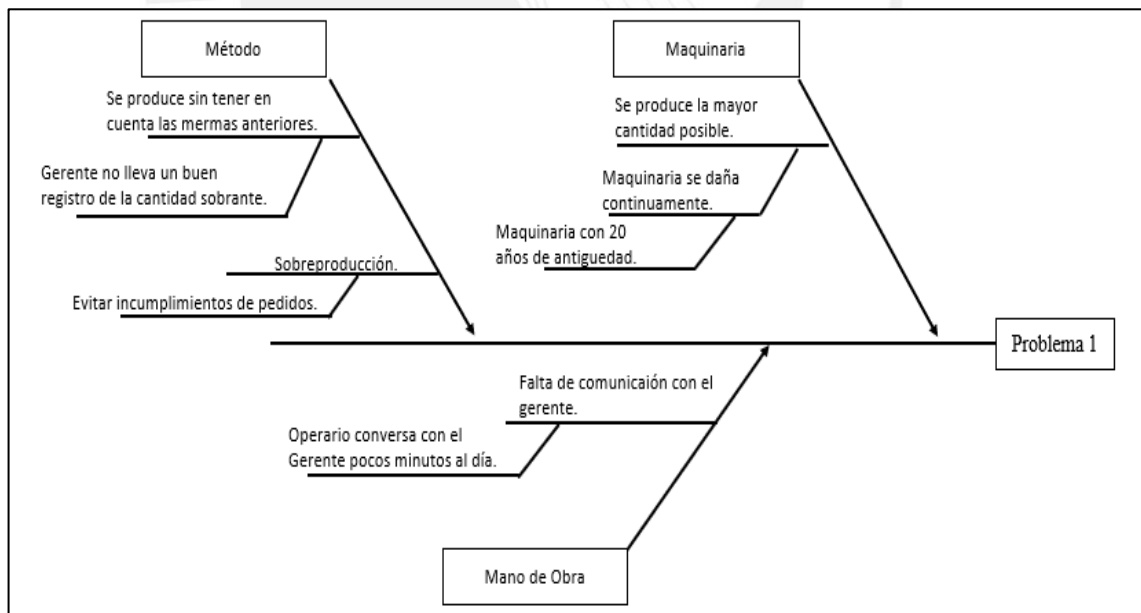 Método
Se produce sin tener en
cuenta las mermas anteriores.
Gerente no lleva un buen
registro de la cantidad sobrante.
Sobreproducción.
Evitar incumplimientos de pedidos.
Maquinaria
Se produce la mayor
cantidad posible.
Maquinaria se daña
continuamente.
Maquinaria con 20
años de antiguedad.
Problema 1
Falta de comunicaión con el
gerente.
Operario conversa con el
Gerente pocos minutos al día.
Mano de Obra